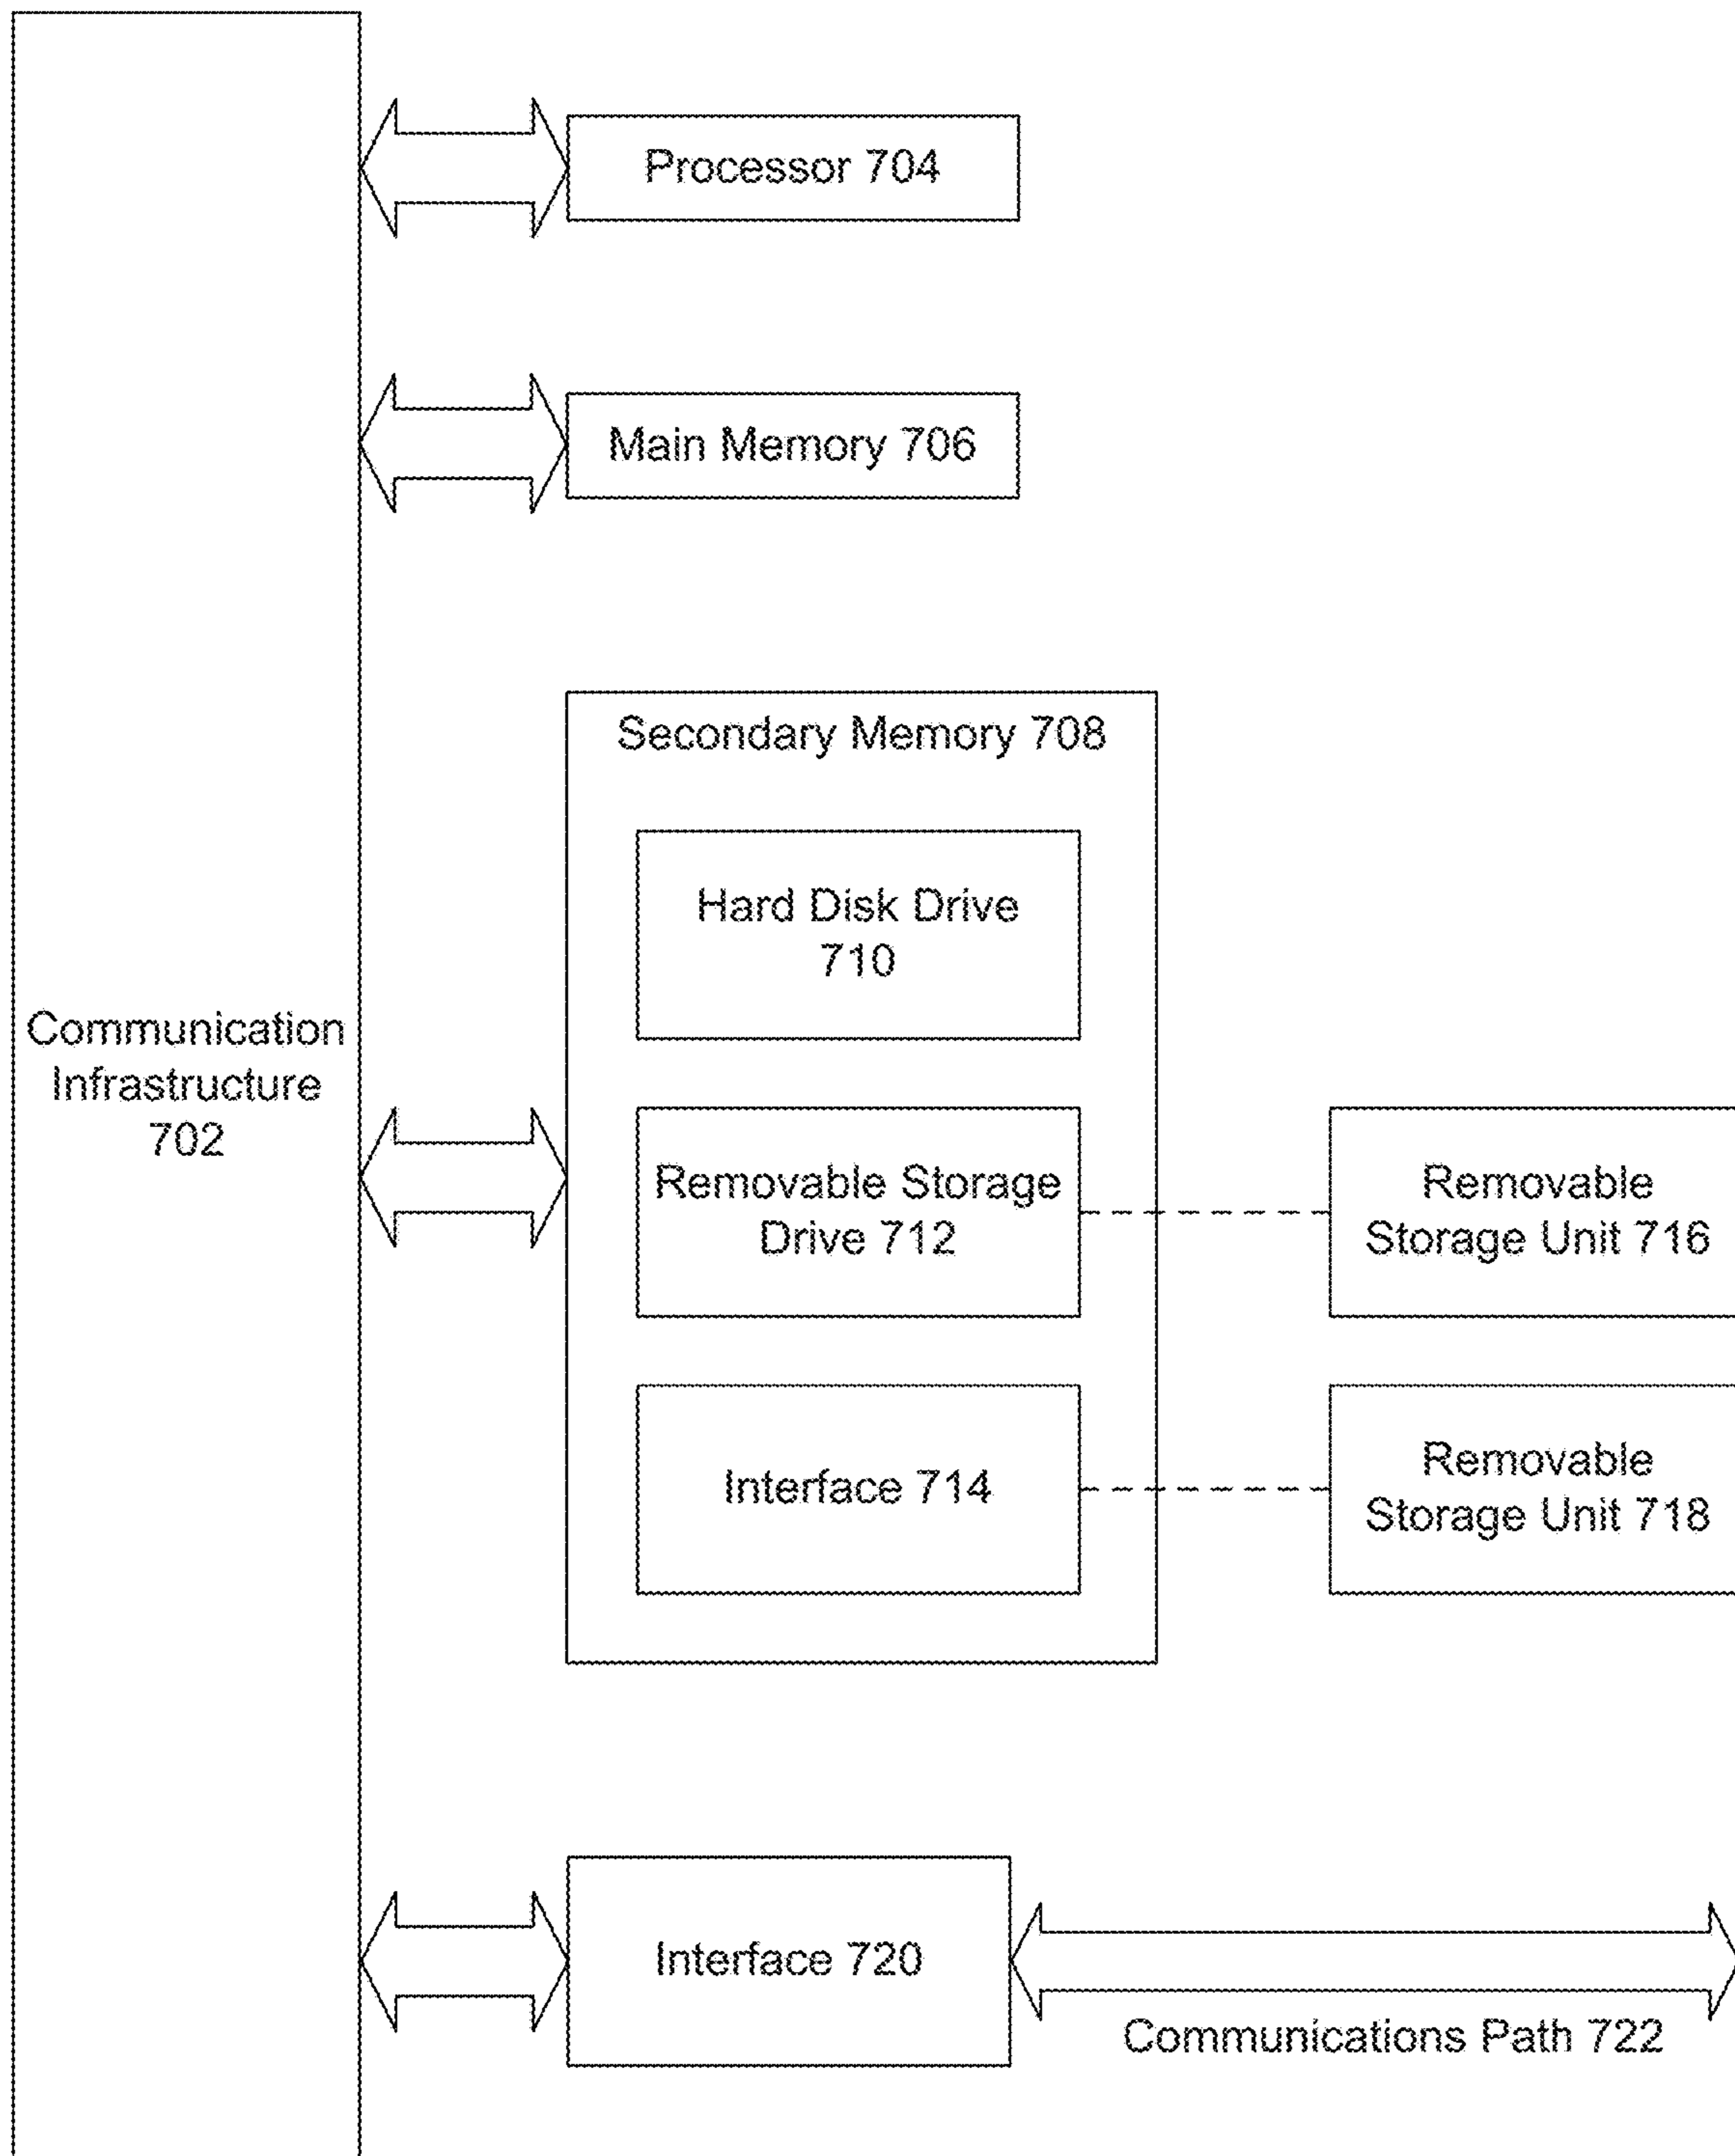 Processor 704
Main Memory 706
Secondary Memory 708
Hard Disk Drive
710
Communication
Infrastructure
702
Removable Storage
Drive 712
Removable
Storage Unit 716
Interface 714
Removable
Storage Unit 718
Interface 720
Communications Path 722